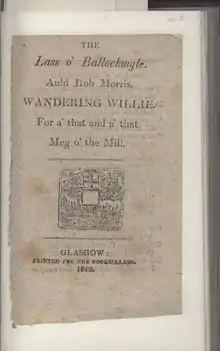 THE
Lass o' Ballochmyle.
Auld Rob Morris,
WANDERING WILLIE.
For a' that and a' that.
Meg o' the Mill.
GLASGOW:
PRINTED FOR THE BOOKSELLERS.